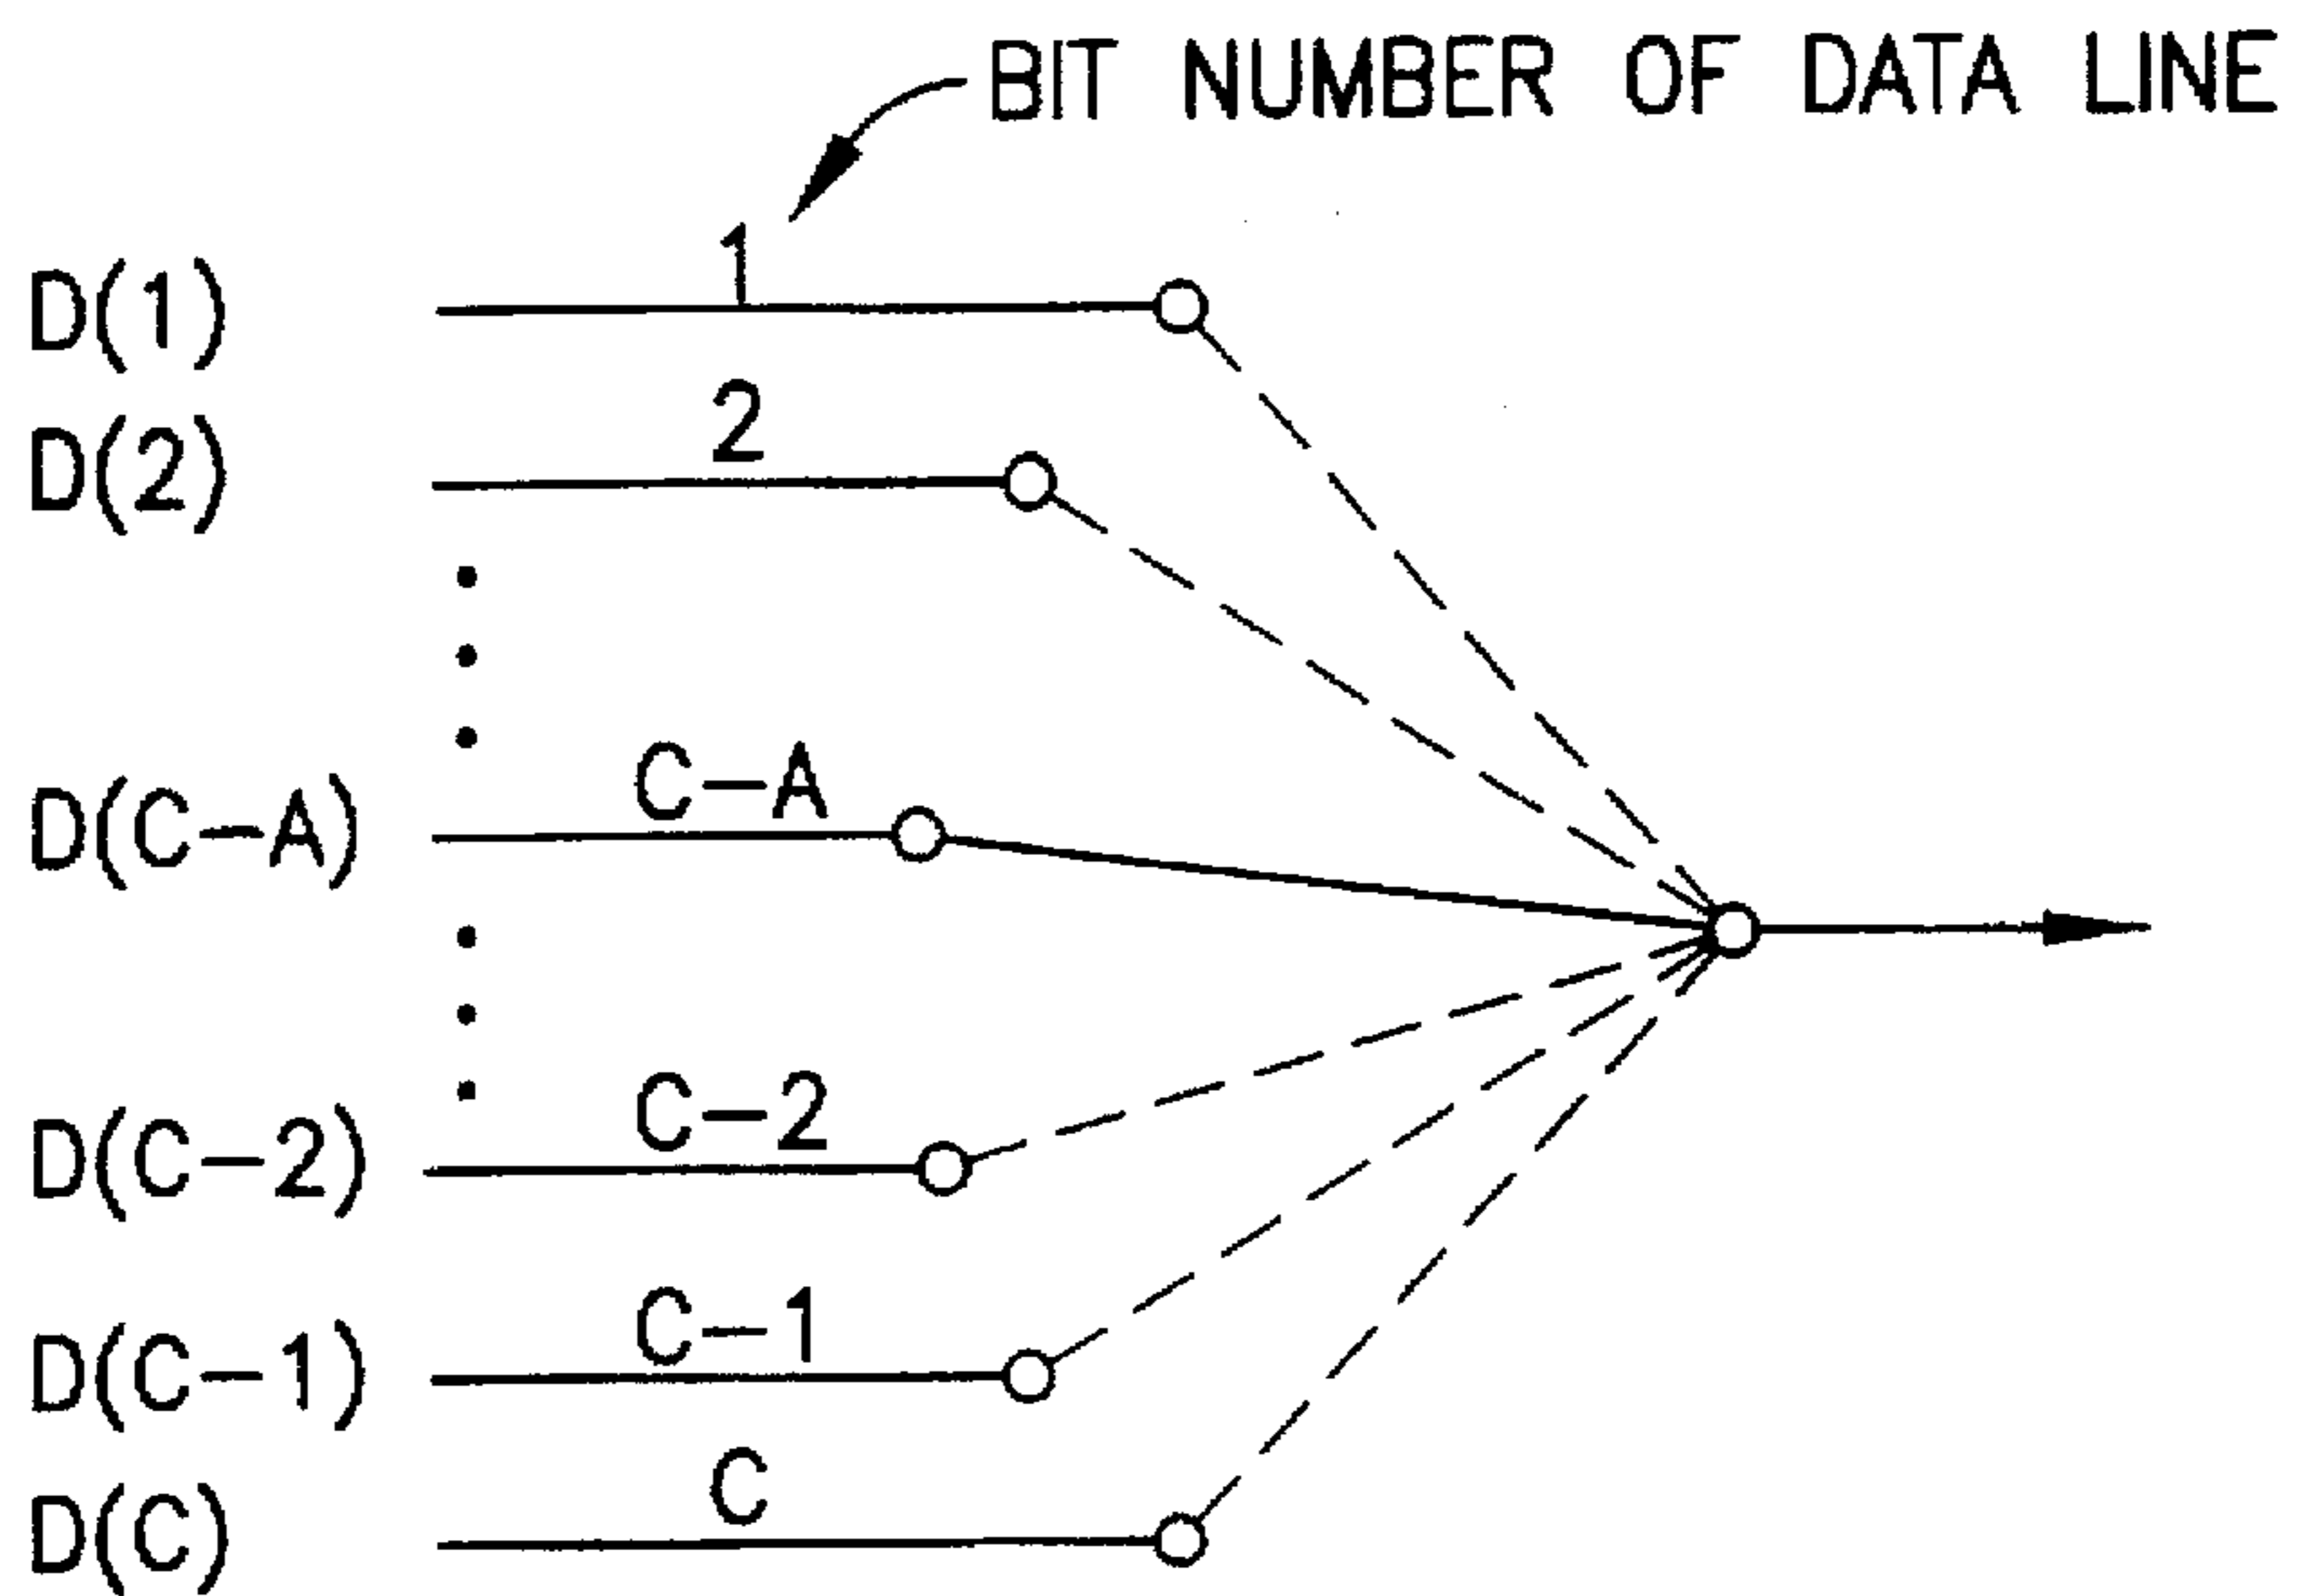 BIT NUMBER OF DATA LINE
D(1) 1
D(2) 2
D(C-A) C-A
D(C-2) C-2
D(C-1) C-1
D(C) C